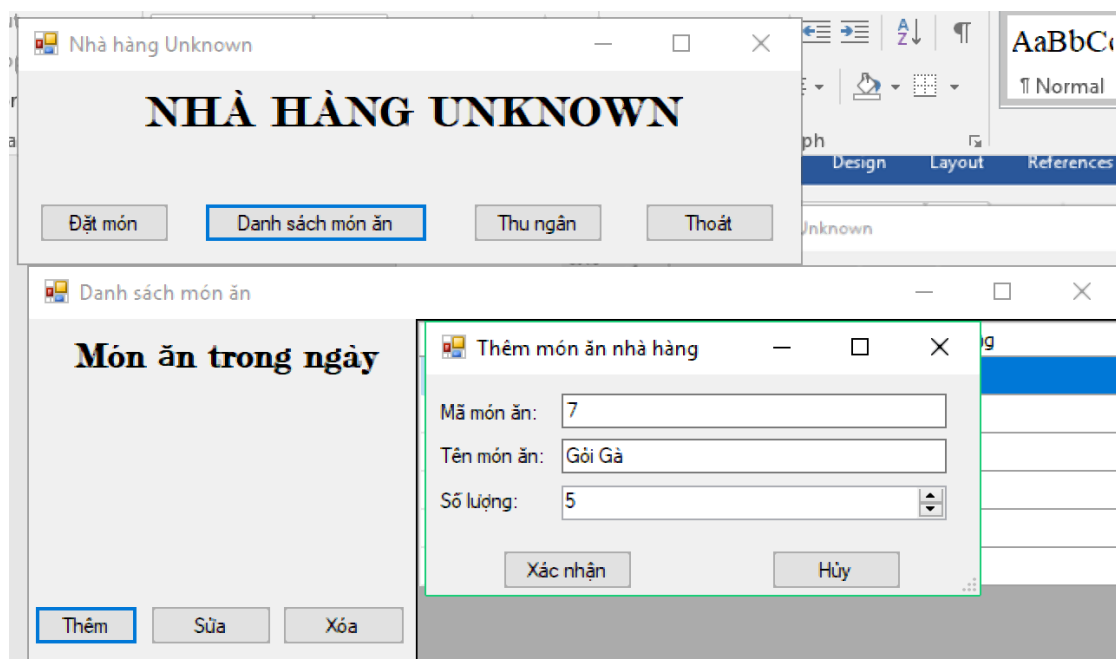 Nhà hàng Unknown
NHÀ HÀNG UNKNOWN
Đặt món
Danh sách món ăn
Thu ngân
Thoát
AaBbC
¶ Normal
Design
Layout
References
Unknown
Danh sách món ăn
Món ăn trong ngày
Thêm
Sửa
Xóa
Thêm món ăn nhà hàng
Mã món ăn: 7
Tên món ăn: Gỏi Gà
Số lượng: 5
Xác nhận
Hủy